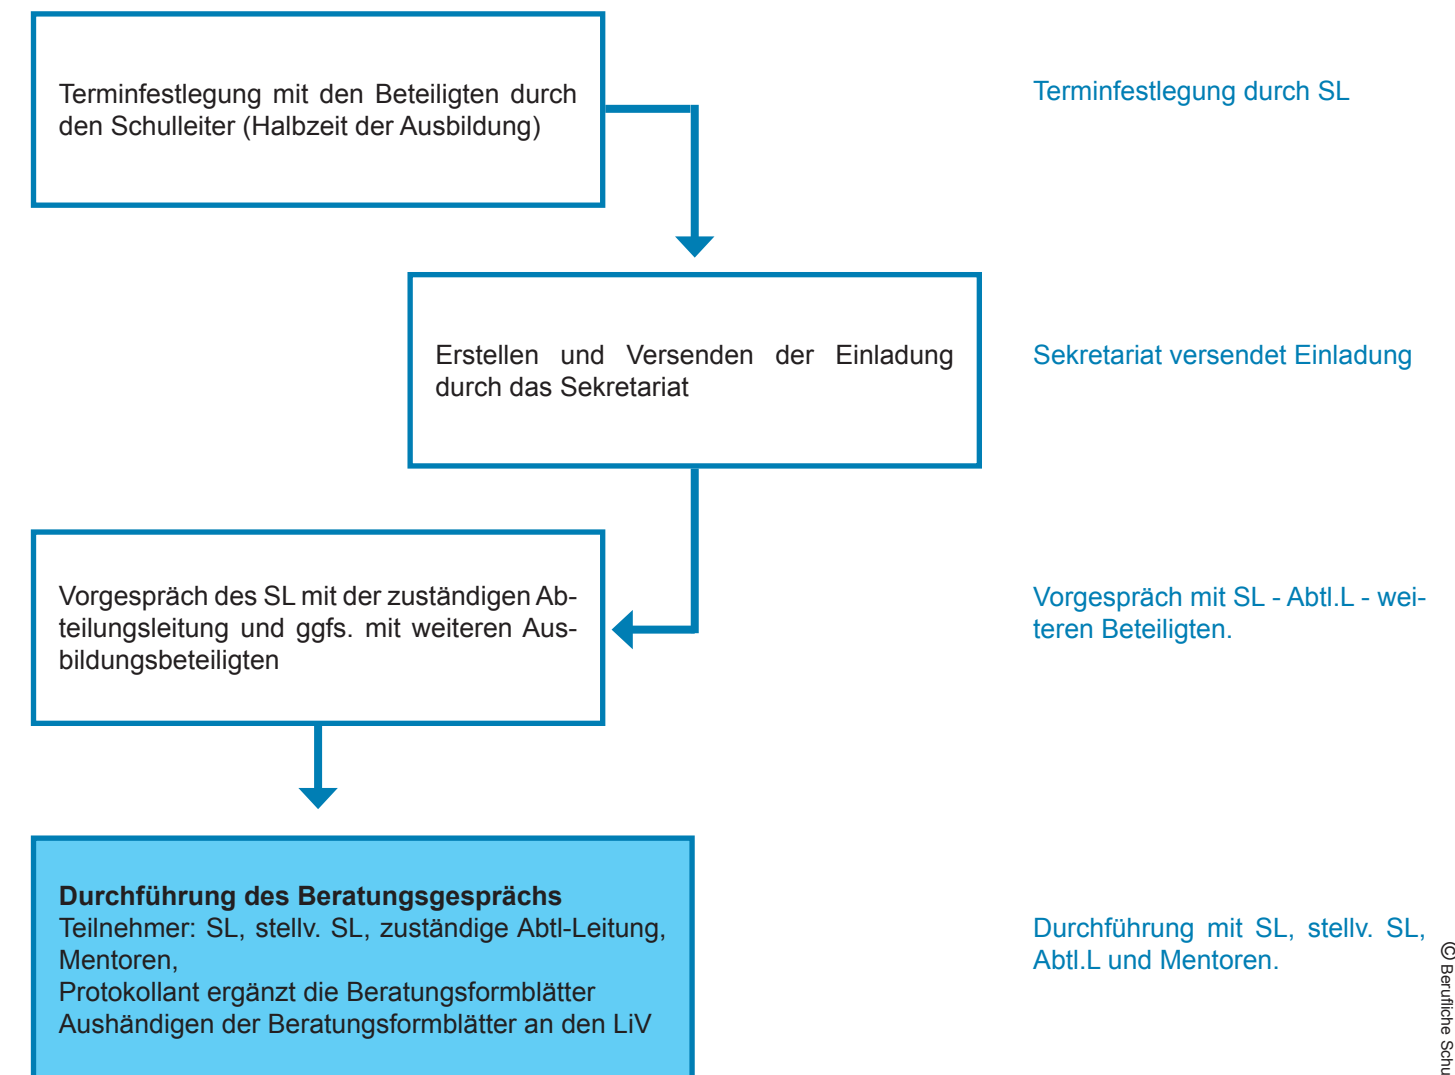 Terminfestlegung mit den Beteiligten durch
den Schulleiter (Halbzeit der Ausbildung)
Terminfestlegung durch SL
Erstellen und Versenden der Einladung
durch das Sekretariat
Sekretariat versendet Einladung
Vorgespräch des SL mit der zuständigen Ab-
teilungsleitung und ggfs. mit weiteren Aus-
bildungsbeteiligten
Vorgespräch mit SL - Abtl.L - wei-
teren Beteiligten.
Durchführung des Beratungsgesprächs
Teilnehmer: SL, stellv. SL, zuständige Abtl-Leitung,
Mentoren,
Protokollant ergänzt die Beratungsformblätter
Aushändigen der Beratungsformblätter an den LiV
Durchführung mit SL, stellv. SL,
Abtl.L und Mentoren.
© Berufliche Schu